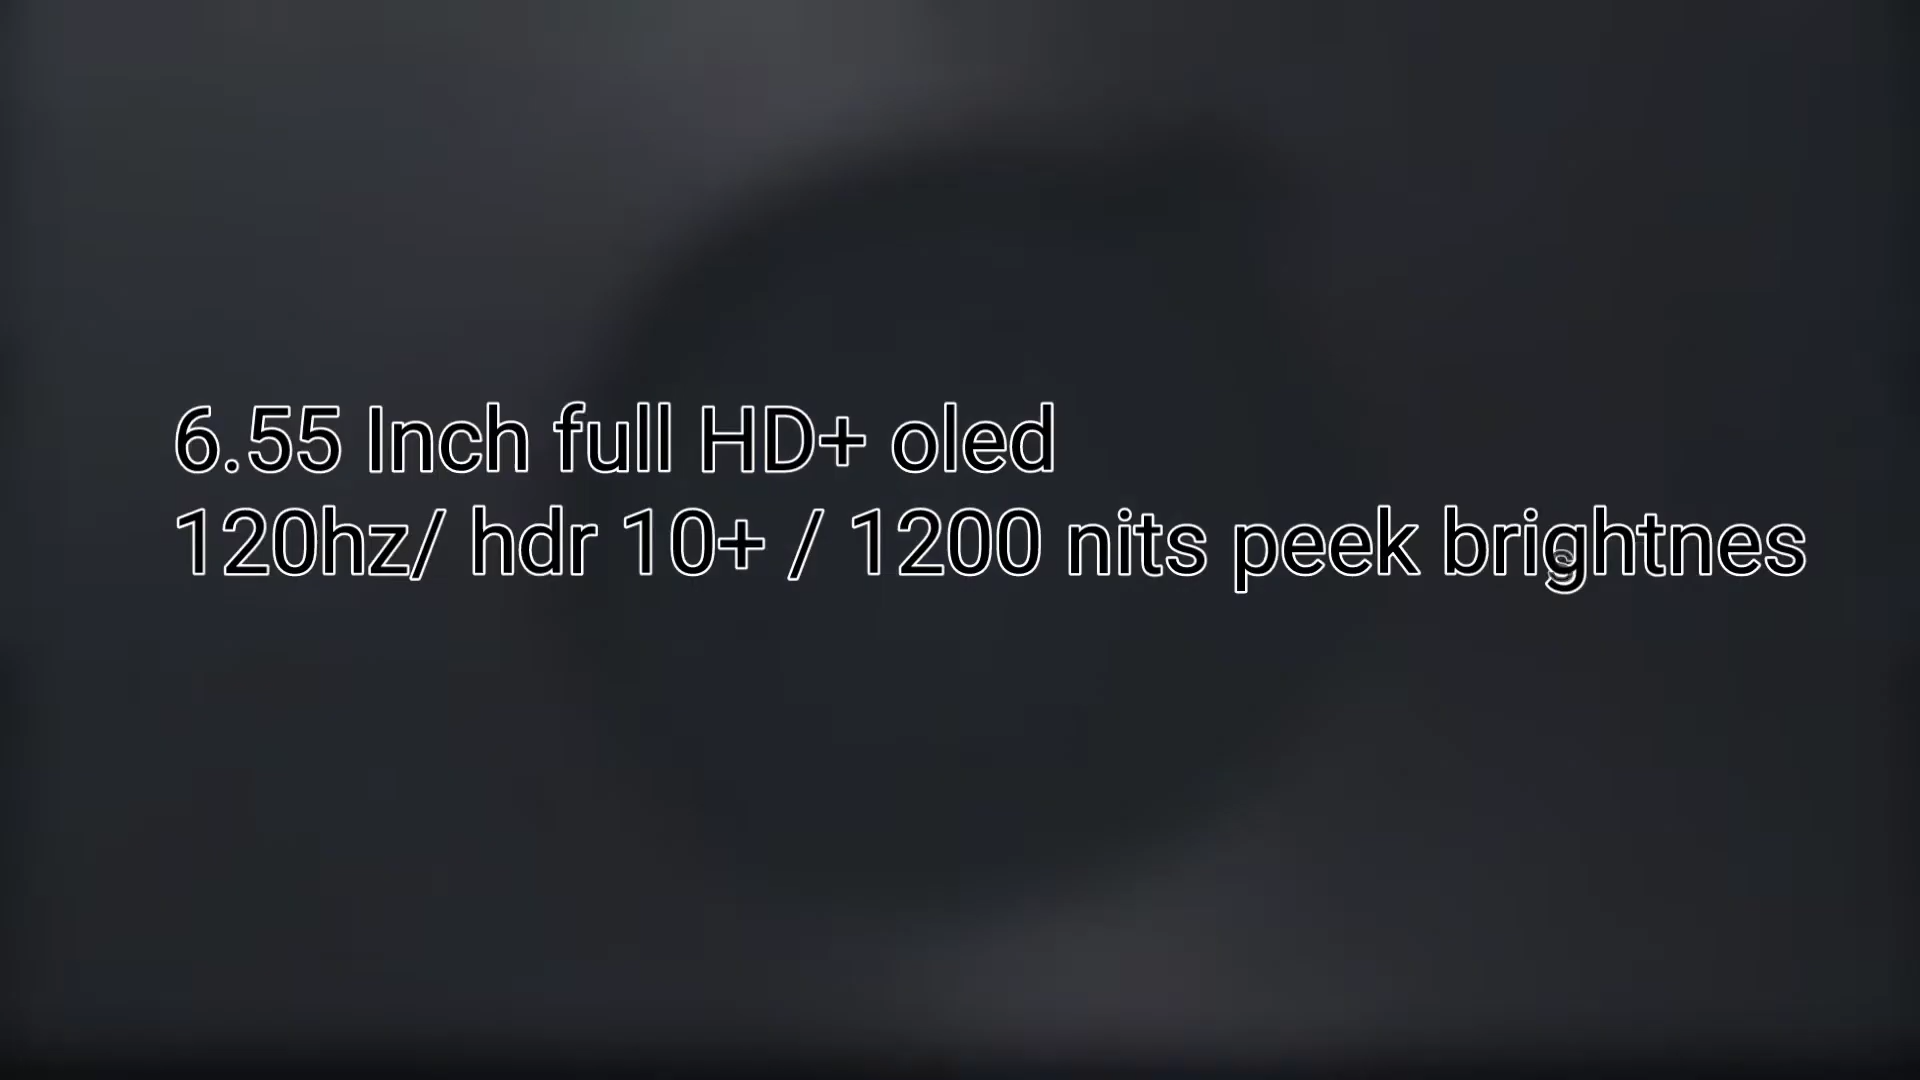 6.55 Inch full HD+ oled
120hz/ hdr 10+ / 1200 nits peek brightnes